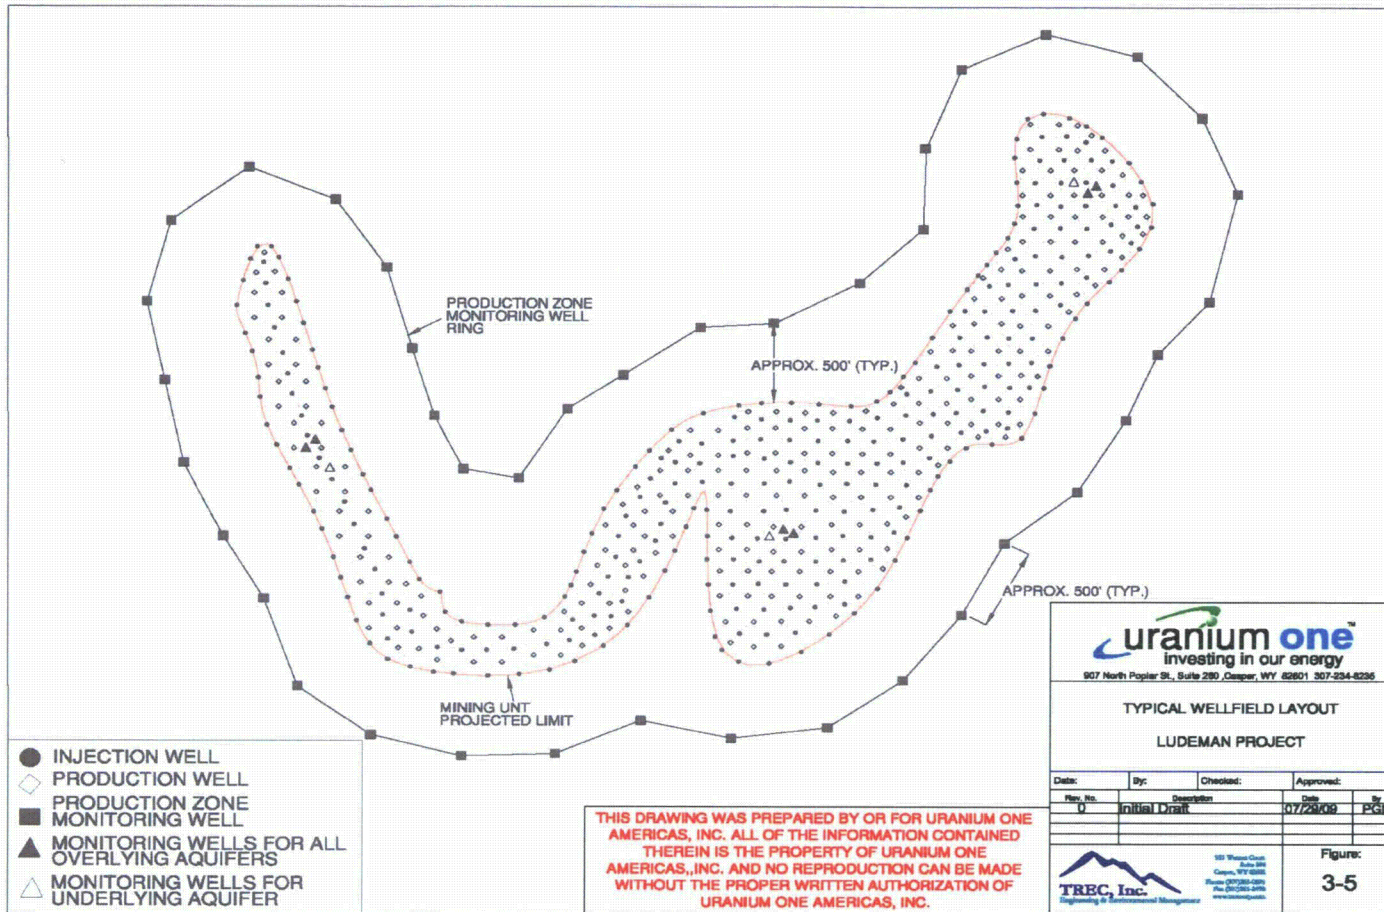 PRODUCTION ZONE
MONITORING WELL
RING
APPROX. 500' (TYP.)
APPROX. 500' (TYP.)
MINING UNT
PROJECTED LIMIT
INJECTION WELL
PRODUCTION WELL
PRODUCTION ZONE
MONITORING WELL
MONITORING WELLS FOR ALL
OVERLYING AQUIFERS
MONITORING WELLS FOR
UNDERLYING AQUIFER
THIS DRAWING WAS PREPARED BY OR FOR URANIUM ONE
AMERICAS, INC. ALL OF THE INFORMATION CONTAINED
THEREIN IS THE PROPERTY OF URANIUM ONE
AMERICAS,,INC. AND NO REPRODUCTION CAN BE MADE
WITHOUT THE PROPER WRITTEN AUTHORIZATION OF
URANIUM ONE AMERICAS, INC.
uranium one™
investing in our energy
907 North Poplar St., Suite 260 ,Casper, WY 82601 307-234-8235
TYPICAL WELLFIELD LAYOUT
LUDEMAN PROJECT
Date: By: Checked: Approved:
Rev. No. Description Date By
0 Initial Draft 07/29/09
TREC, Inc.
Engineering & Environmental Management
Figure:
3-5